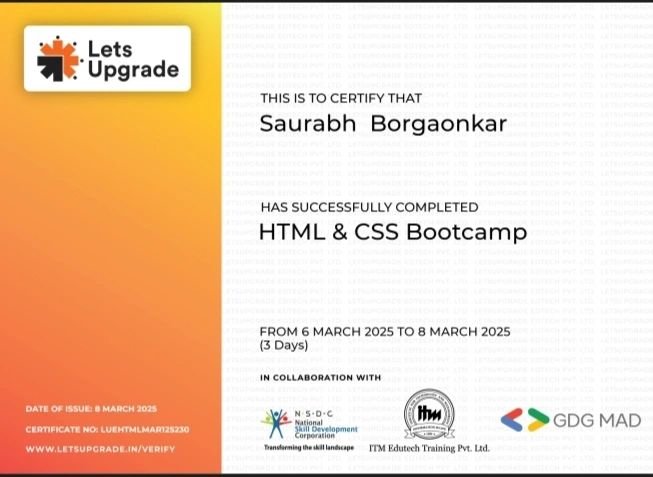 Lets
Upgrade
THIS IS TO CERTIFY THAT
Saurabh Borgaonkar
HAS SUCCESSFULLY COMPLETED
HTML & CSS Bootcamp
FROM 6 MARCH 2025 TO 8 MARCH 2025
(3 Days)
IN COLLABORATION WITH
N·S·D·C
National
Skill Development
Corporation
Transforming the skill landscape
itm
ITM Edutech Training Pvt. Ltd.
GDG MAD
DATE OF ISSUE: 8 MARCH 2025
CERTIFICATE NO: LUEHTMLMAR125230
WWW.LETSUPGRADE.IN/VERIFY